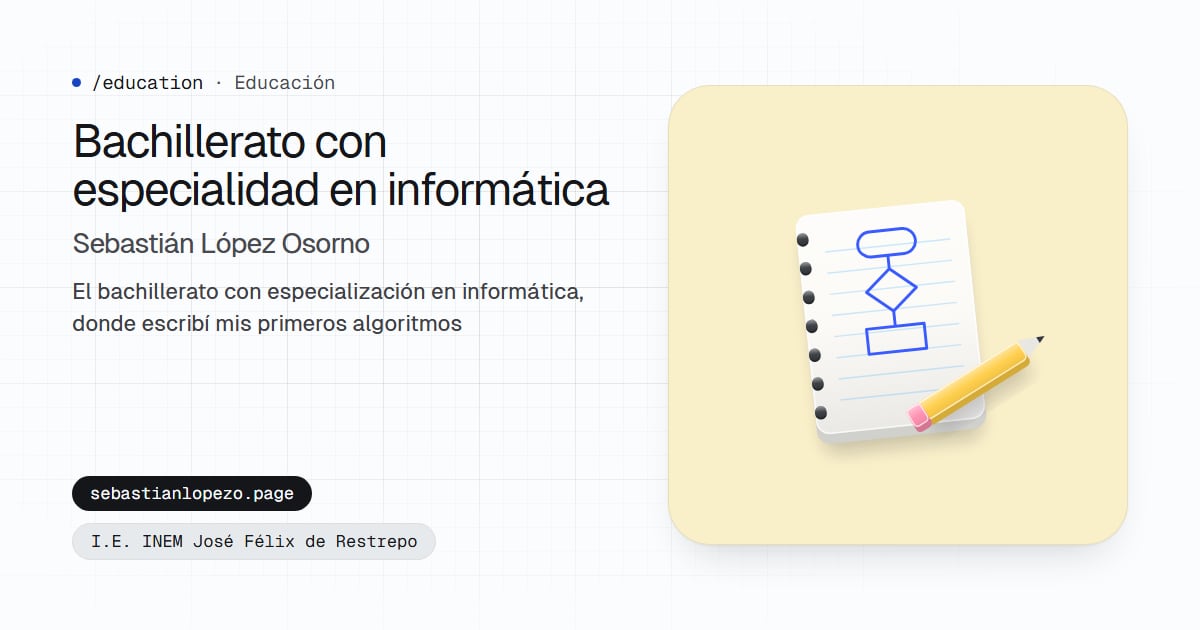 /education · Educación
Bachillerato con
especialidad en informática
Sebastián López Osorno
El bachillerato con especialización en informática,
donde escribí mis primeros algoritmos
sebastianlopezo.page
I.E. INEM José Félix de Restrepo